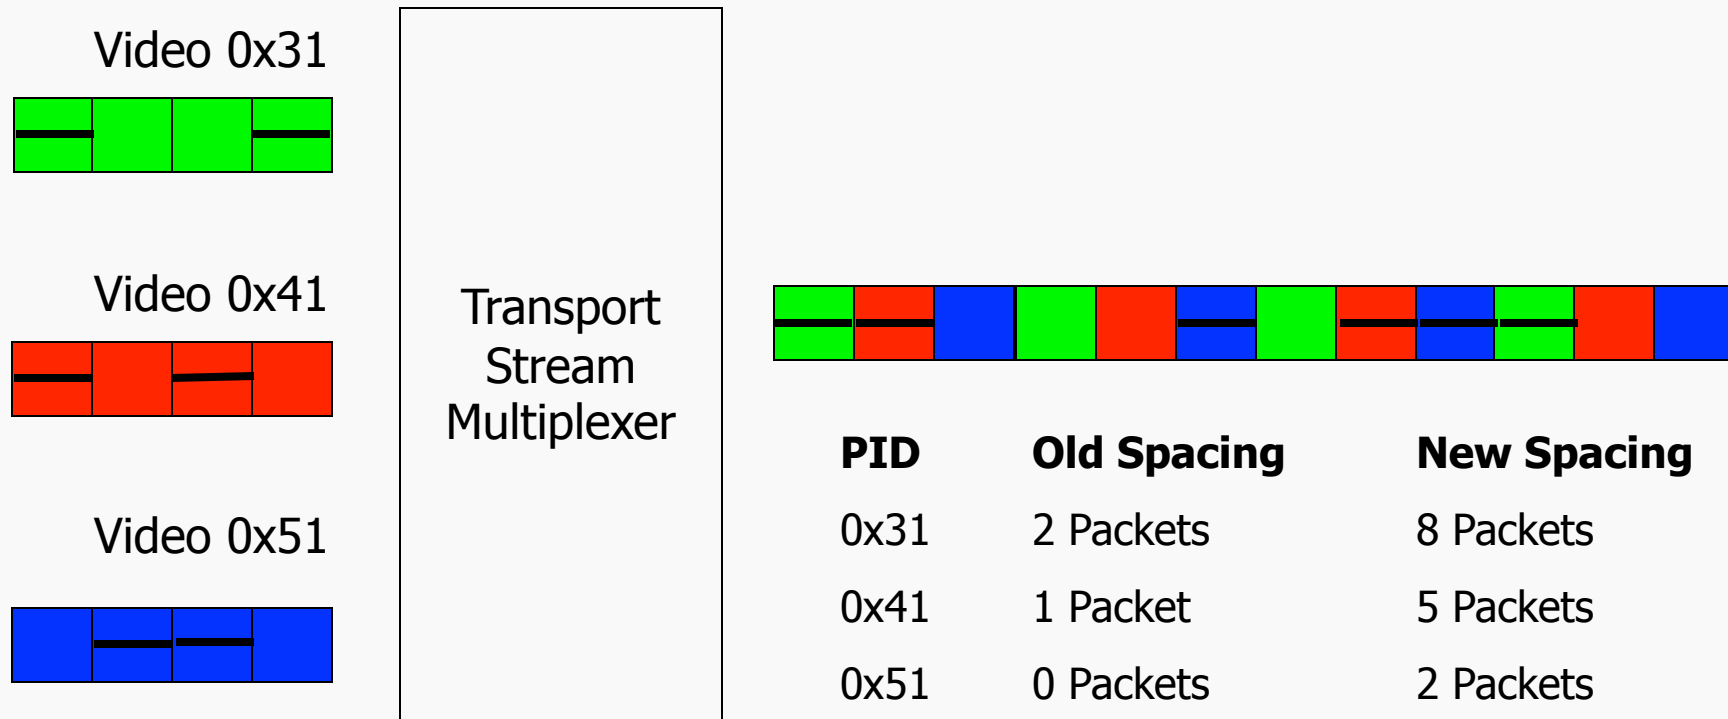 Video 0x31
Video 0x41
Video 0x51
Transport
Stream
Multiplexer
PID Old Spacing New Spacing
0x31 2 Packets 8 Packets
0x41 1 Packet 5 Packets
0x51 0 Packets 2 Packets